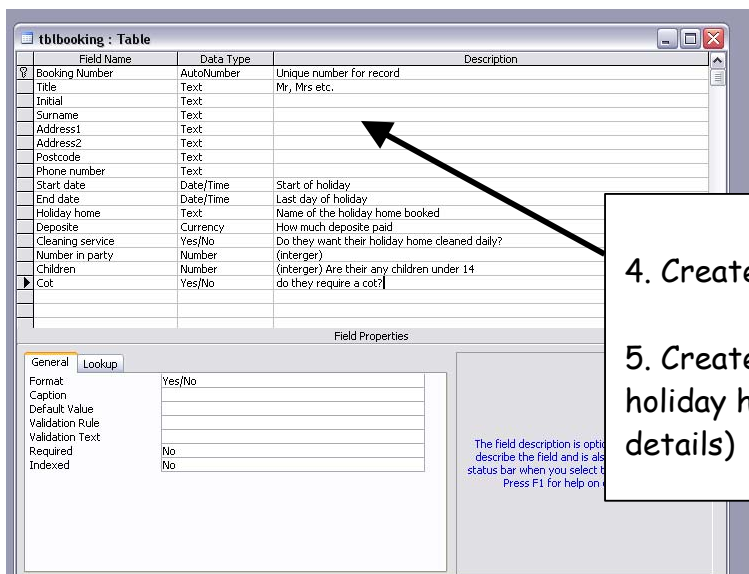 tblbooking : Table
Field Name Data Type Description
Booking Number AutoNumber Unique number for record
Title Text Mr, Mrs etc.
Initial Text
Surname Text
Address1 Text
Address2 Text
Postcode Text
Phone number Text
Start date Date/Time Start of holiday
End date Date/Time Last day of holiday
Holiday home Text Name of the holiday home booked
Deposite Currency How much deposite paid
Cleaning service Yes/No Do they want their holiday home cleaned daily?
Number in party Number (interger)
Children Number (interger) Are their any children under 14
Cot Yes/No do they require a cot?
Field Properties
General Lookup
Format Yes/No
Caption
Default Value
Validation Rule
Validation Text
Required No
Indexed No
The field description is optio
describe the field and is als
status bar when you select t
Press F1 for help on
4. Create
5. Create
holiday h
details)